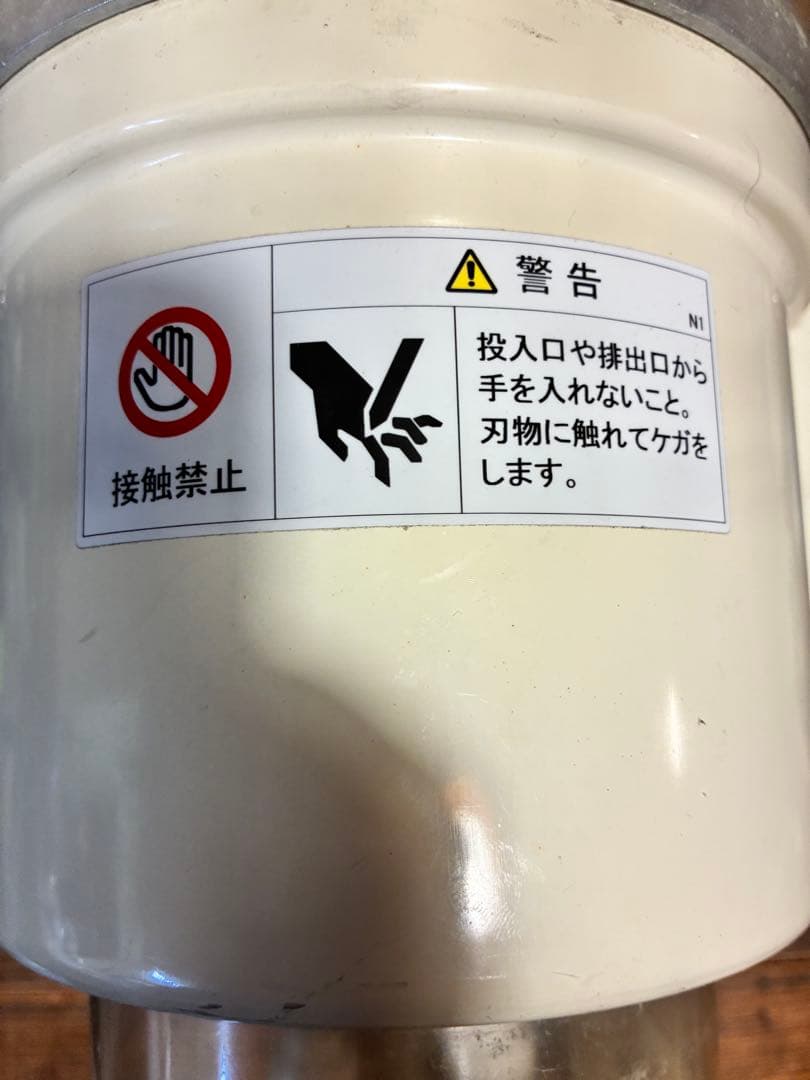 警告
N1
接触禁止
投入口や排出口から
手を入れないこと。
刃物に触れてケガを
します。